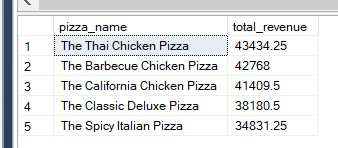 pizza_name total_revenue
1 The Thai Chicken Pizza 43434.25
2 The Barbecue Chicken Pizza 42768
3 The California Chicken Pizza 41409.5
4 The Classic Deluxe Pizza 38180.5
5 The Spicy Italian Pizza 34831.25